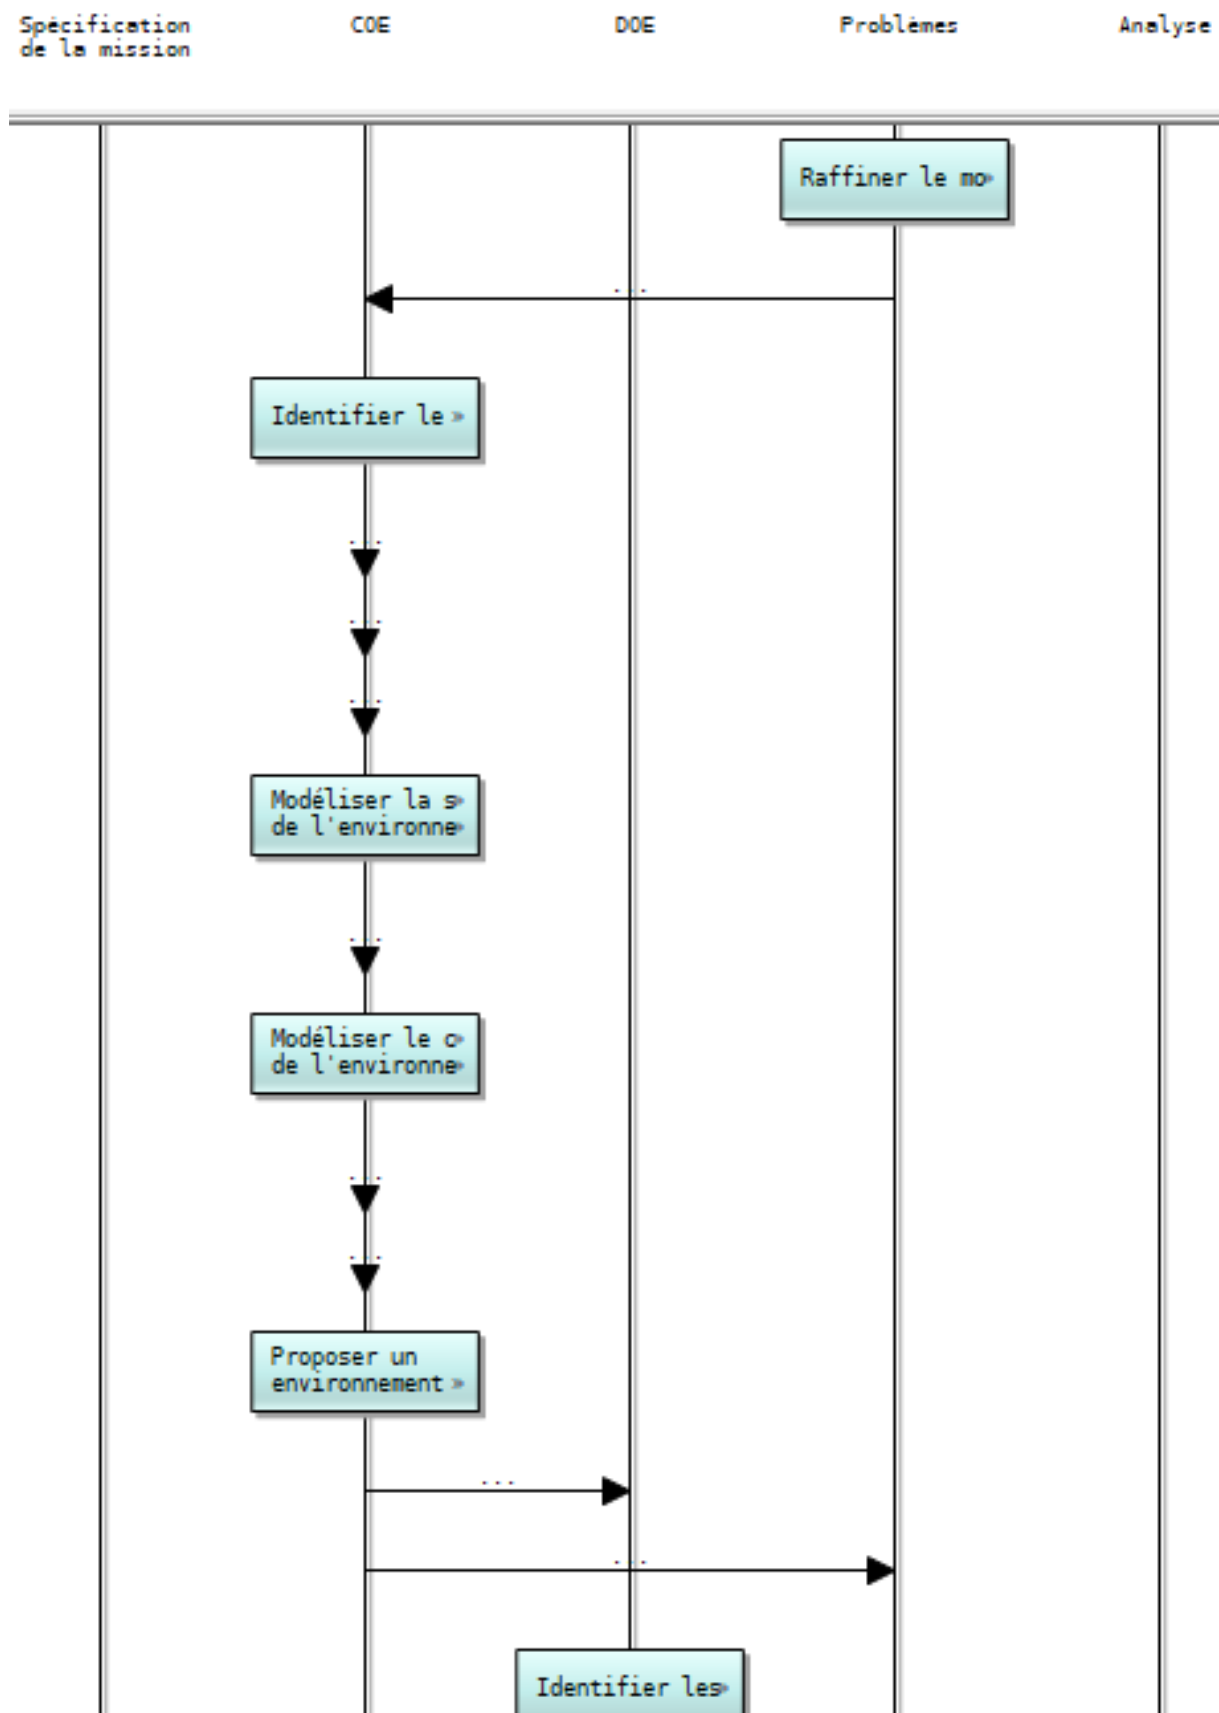 Spécification
de la mission
COE
DOE
Problèmes
Analyse
Raffiner le mo»
...
Identifier le »
...
...
...
Modéliser la s»
de l'environne»
...
Modéliser le c»
de l'environne»
...
...
Proposer un
environnement »
...
...
Identifier les»